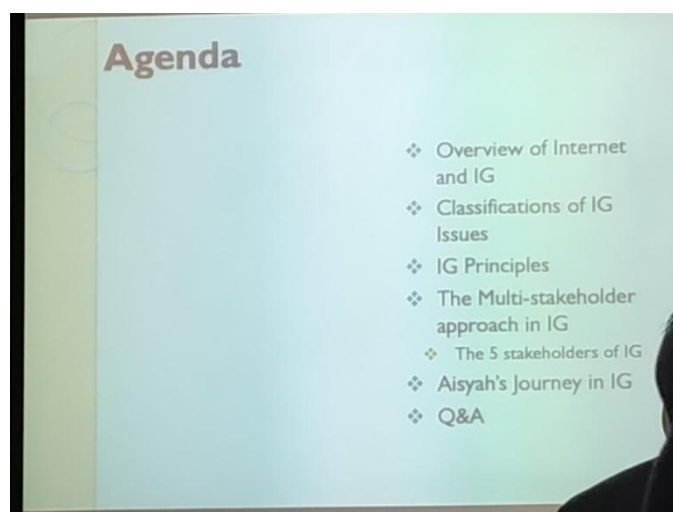 Agenda
❖ Overview of Internet
and IG
❖ Classifications of IG
Issues
❖ IG Principles
❖ The Multi-stakeholder
approach in IG
❖ The 5 stakeholders of IG
❖ Aisyah's Journey in IG
❖ Q&A